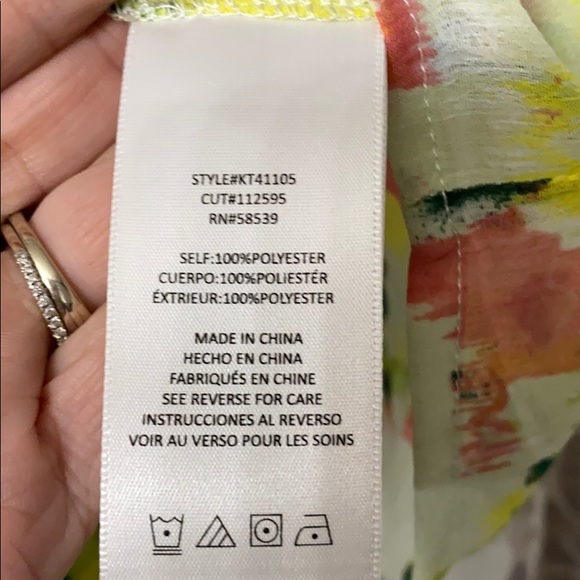 STYLE#KT41105
CUT#112595
RN#58539
SELF:100%POLYESTER
CUERPO:100%POLIESTÉR
ÉXTRIEUR:100%POLYESTER
MADE IN CHINA
HECHO EN CHINA
FABRIQUÉS EN CHINE
SEE REVERSE FOR CARE
INSTRUCCIONES AL REVERSO
VOIR AU VERSO POUR LES SOINS